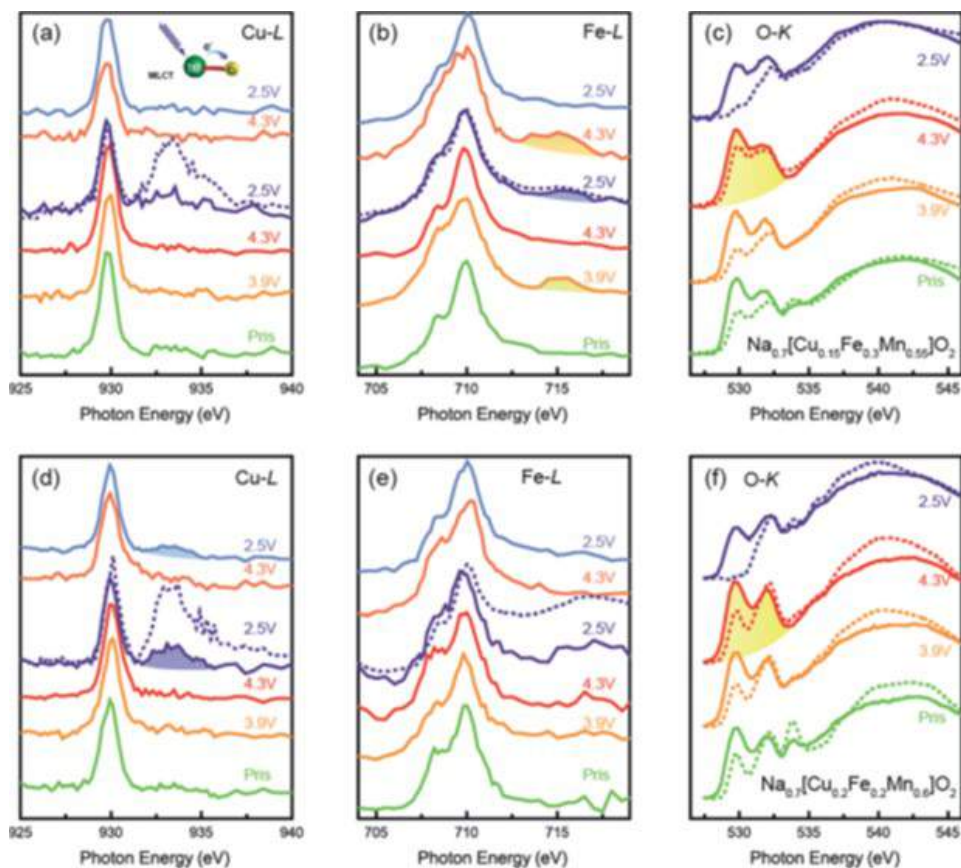 (a)
Cu-L
MLCT
e⁻
2.5V
4.3V
2.5V
4.3V
3.9V
Pris
925 930 935 940
Photon Energy (eV)
(b)
Fe-L
2.5V
4.3V
2.5V
4.3V
3.9V
Pris
705 710 715
Photon Energy (eV)
(c)
O-K
2.5V
4.3V
3.9V
Pris
Na0.7[Cu0.15Fe0.3Mn0.55]O2
530 535 540 545
Photon Energy (eV)
(d)
Cu-L
2.5V
4.3V
2.5V
4.3V
3.9V
Pris
925 930 935 940
Photon Energy (eV)
(e)
Fe-L
2.5V
4.3V
2.5V
4.3V
3.9V
Pris
705 710 715
Photon Energy (eV)
(f)
O-K
2.5V
4.3V
3.9V
Pris
Na0.7[Cu0.2Fe0.2Mn0.6]O2
530 535 540 545
Photon Energy (eV)